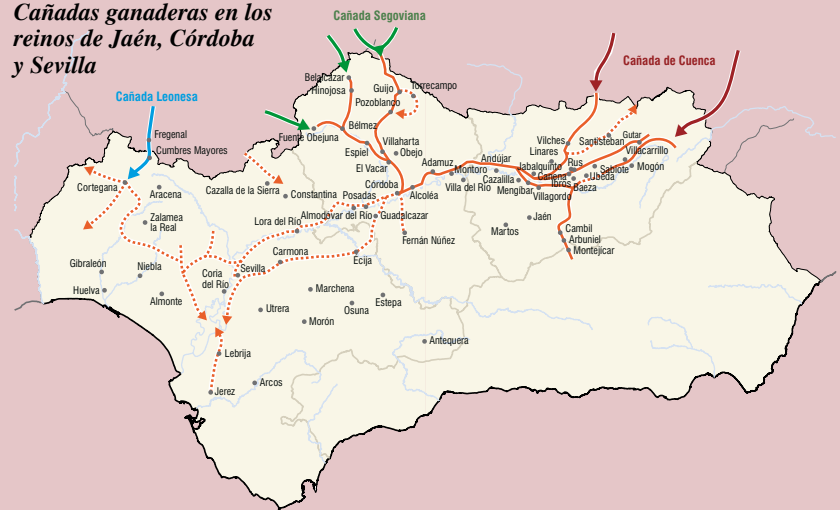 Cañadas ganaderas en los
reinos de Jaén, Córdoba
y Sevilla
Cañada Segoviana
Cañada de Cuenca
Cañada Leonesa
Belalcázar
Hinojosa
Guijo
Torrecampo
Pozoblanco
Fuente Obejuna
Bélmez
Villaharta
Espiel
Obejo
El Vacar
Adamuz
Montoro
Villa del Río
Andújar
Cazalilla
Mengíbar
Vilches
Linares
Jabalquinto
Santisteban
Gutar
Villacarrillo
Rus
Canena
Sabiote
Mogón
Úbeda
Ibros
Baeza
Villagordo
Jaén
Martos
Cambil
Arbuniel
Montéjicar
Fregenal
Cumbres Mayores
Cortegana
Aracena
Zalamea
la Real
Cazalla de la Sierra
Constantina
Posadas
Córdoba
Alcoléa
Almodóvar del Río
Guadalcazar
Lora del Río
Fernán Núñez
Gibraleón
Niebla
Huelva
Almonte
Coria
del Río
Sevilla
Carmona
Écija
Marchena
Utrera
Osuna
Estepa
Morón
Antequera
Lebrija
Arcos
Jerez